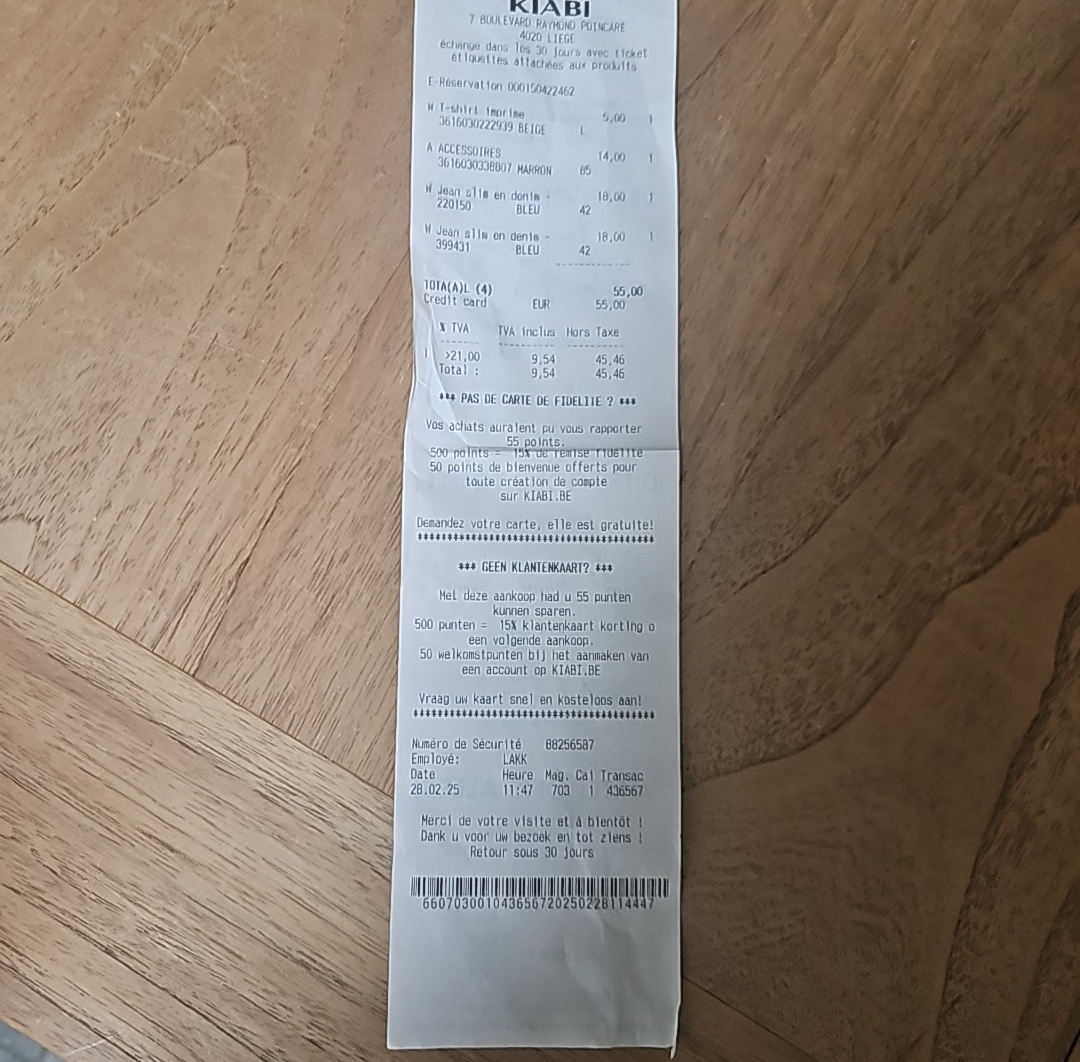 KIABI
7 BOULEVARD RAYMOND POINCARE
4020 LIEGE
échange dans les 30 jours avec ticket
étiquettes attachées aux produits
E-Réservation 000150422462
W T-shirt imprime 5,00 1
3616030222939 BEIGE L
A ACCESSOIRES 14,00 1
3616030338807 MARRON 85
W Jean slim en denim - 18,00 1
220150 BLEU 42
W Jean slim en denim - 18,00 1
399431 BLEU 42
TOTA(A)L (4) 55,00
Credit card EUR 55,00
% TVA TVA inclus Hors Taxe
1 >21,00 9,54 45,46
Total : 9,54 45,46
*** PAS DE CARTE DE FIDELITE ? ***
Vos achats auraient pu vous rapporter
55 points.
500 points = 15% de remise fidélité
50 points de bienvenue offerts pour
toute création de compte
sur KIABI.BE
Demandez votre carte, elle est gratuite!
****************************************
*** GEEN KLANTENKAART? ***
Met deze aankoop had u 55 punten
kunnen sparen.
500 punten = 15% klantenkaart korting o
een volgende aankoop.
50 welkomstpunten bij het aanmaken van
een account op KIABI.BE
Vraag uw kaart snel en kosteloos aan!
****************************************
Numéro de Sécurité 88256587
Employé: LAKK
Date Heure Mag. Cai Transac
28.02.25 11:47 703 1 436567
Merci de votre visite et à bientôt !
Dank u voor uw bezoek en tot ziens !
Retour sous 30 jours
660703001043656720250228114447